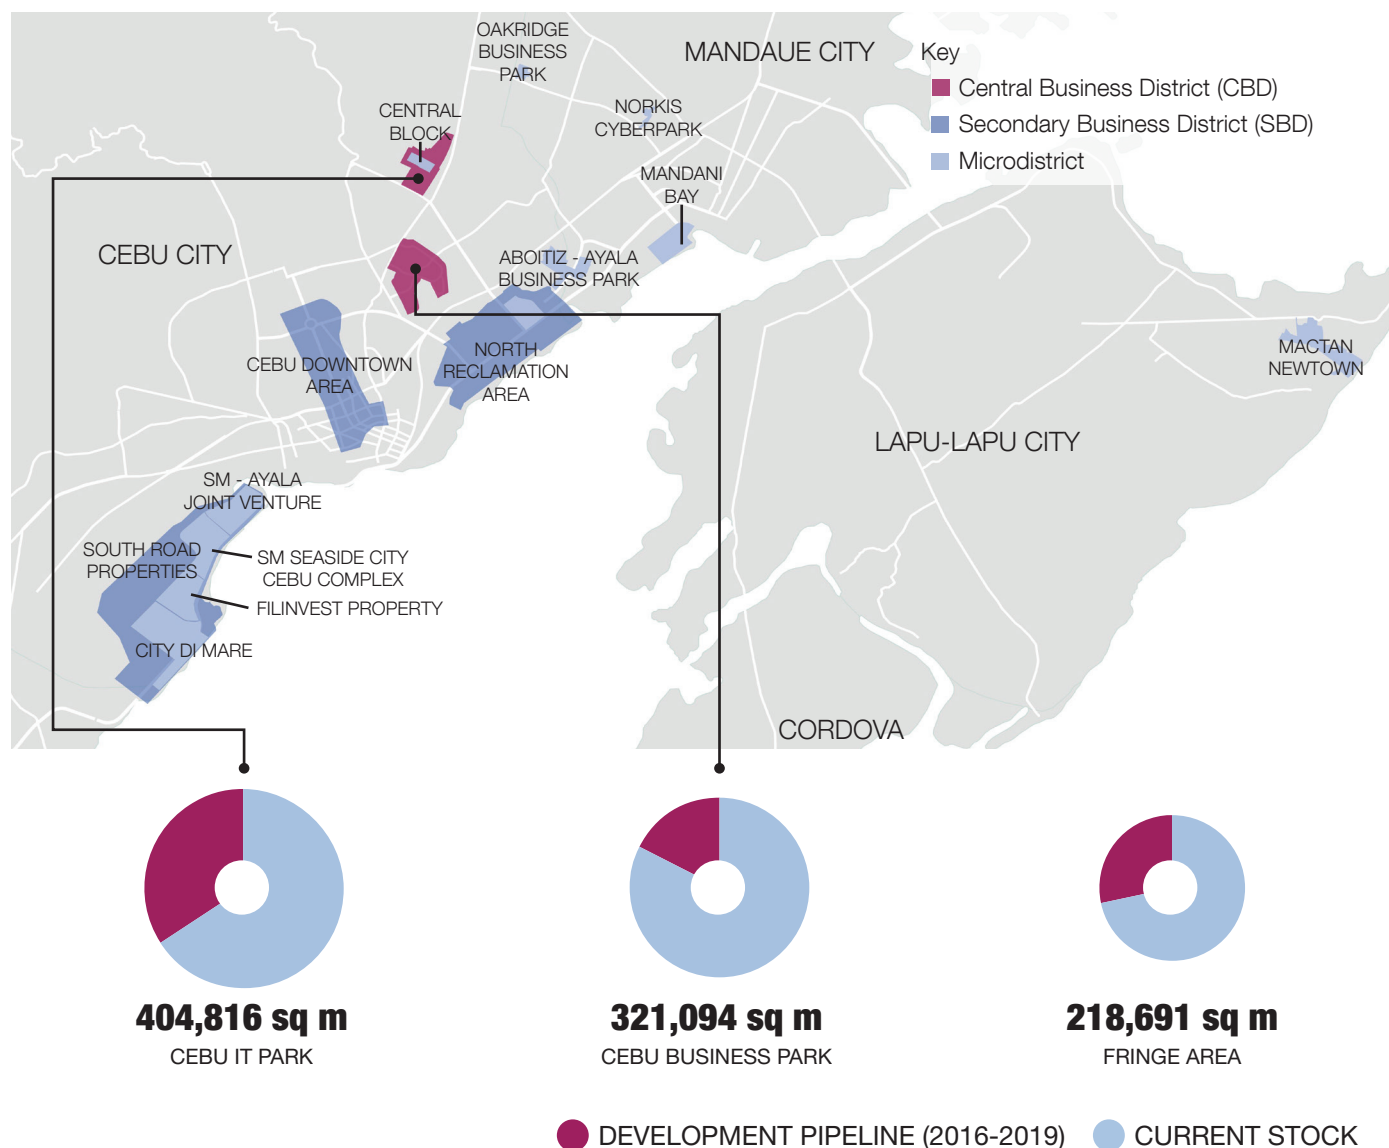 OAKRIDGE
BUSINESS
PARK
MANDAUE CITY
Key
Central Business District (CBD)
Secondary Business District (SBD)
Microdistrict
CENTRAL
BLOCK
NORKIS
CYBERPARK
MANDANI
BAY
CEBU CITY
ABOITIZ - AYALA
BUSINESS PARK
CEBU DOWNTOWN
AREA
NORTH
RECLAMATION
AREA
MACTAN
NEWTOWN
LAPU-LAPU CITY
SM - AYALA
JOINT VENTURE
SOUTH ROAD
PROPERTIES
SM SEASIDE CITY
CEBU COMPLEX
FILINVEST PROPERTY
CITY DI MARE
CORDOVA
404,816 sq m
CEBU IT PARK
321,094 sq m
CEBU BUSINESS PARK
218,691 sq m
FRINGE AREA
DEVELOPMENT PIPELINE (2016-2019)
CURRENT STOCK